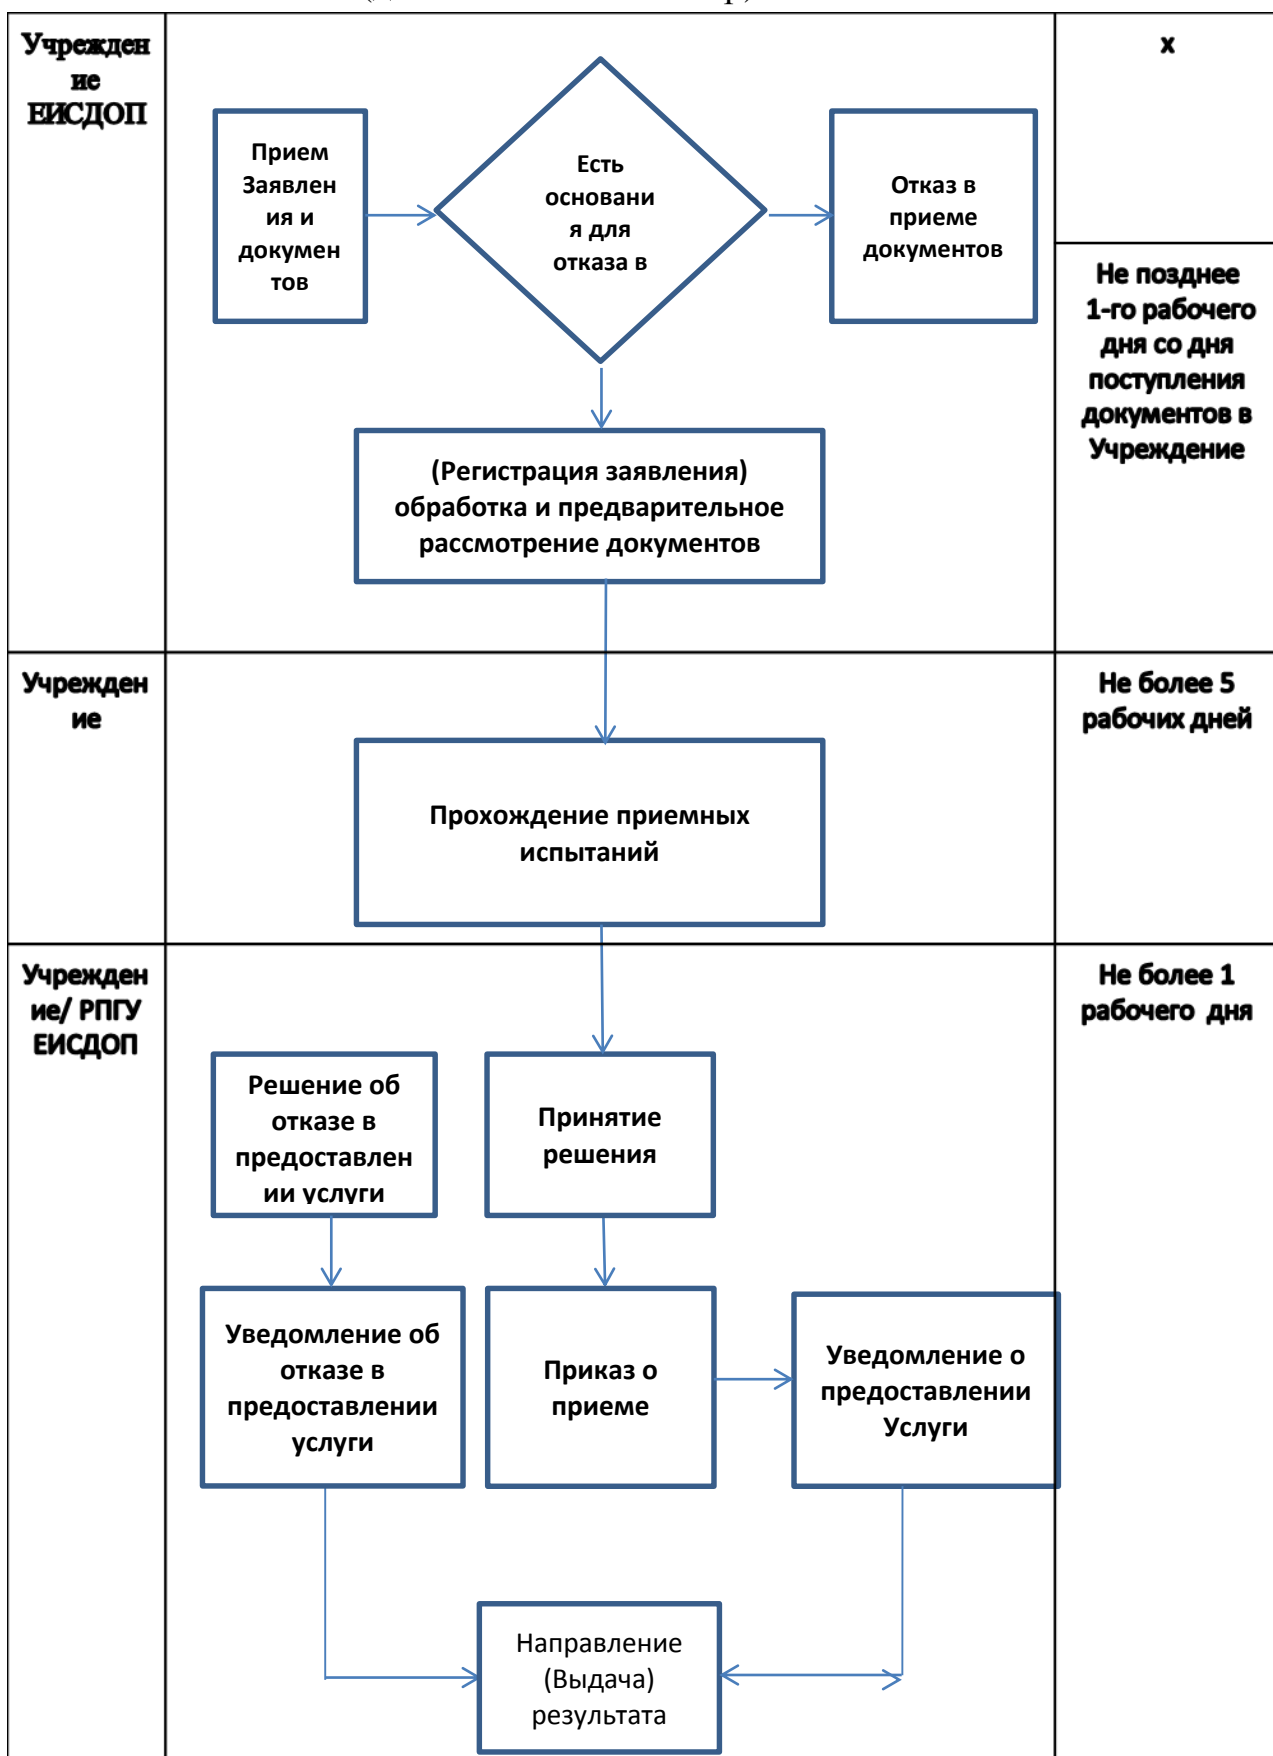 Учрежден
ие
ЕИСДОП
Прием
Заявлен
ия и
докумен
тов
Есть
основани
я для
отказа в
Отказ в
приеме
документов
х
Не позднее
1-го рабочего
дня со дня
поступления
документов в
Учреждение
(Регистрация заявления)
обработка и предварительное
рассмотрение документов
Учрежден
ие
Прохождение приемных
испытаний
Не более 5
рабочих дней
Учрежден
ие/ РПГУ
ЕИСДОП
Не более 1
рабочего дня
Решение об
отказе в
предоставлен
ии услуги
Принятие
решения
Уведомление об
отказе в
предоставлении
услуги
Приказ о
приеме
Уведомление о
предоставлении
Услуги
Направление
(Выдача)
результата